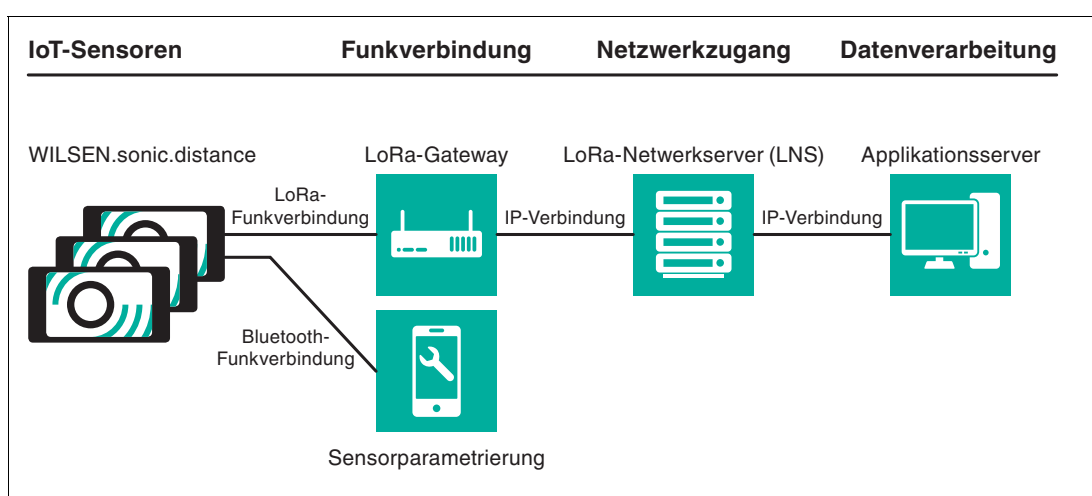 IoT-Sensoren
Funkverbindung
Netzwerkzugang
Datenverarbeitung
WILSEN.sonic.distance
LoRa-Gateway
LoRa-Netwerkserver (LNS)
Applikationsserver
LoRa-
Funkverbindung
IP-Verbindung
IP-Verbindung
Bluetooth-
Funkverbindung
Sensorparametrierung